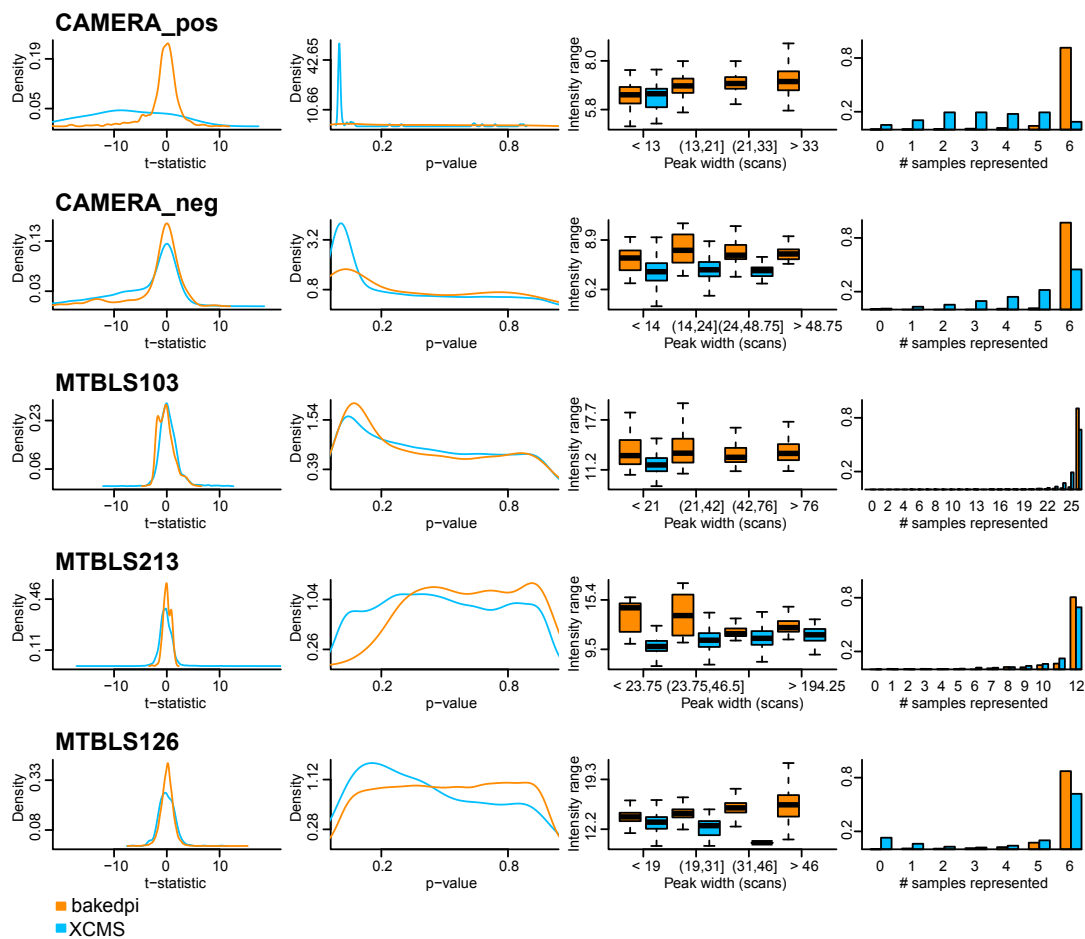 CAMERA_pos
Density
0.05 0.19
−10 0 10
t−statistic
Density
10.66 42.65
0.2 0.8
p−value
Intensity range
5.8 8.0
< 13 (13,21] (21,33] > 33
Peak width (scans)
0.2 0.8
0 1 2 3 4 5 6
# samples represented
CAMERA_neg
Density
0.03 0.13
−10 0 10
t−statistic
Density
0.8 3.2
0.2 0.8
p−value
Intensity range
6.2 8.9
< 14 (14,24] (24,48.75] > 48.75
Peak width (scans)
0.2 0.8
0 1 2 3 4 5 6
# samples represented
MTBLS103
Density
0.06 0.23
−10 0 10
t−statistic
Density
0.39 1.54
0.2 0.8
p−value
Intensity range
11.2 17.7
< 21 (21,42] (42,76] > 76
Peak width (scans)
0.2 0.8
0 2 4 6 8 10 13 16 19 22 25
# samples represented
MTBLS213
Density
0.11 0.46
−10 0 10
t−statistic
Density
0.26 1.04
0.2 0.8
p−value
Intensity range
9.5 15.4
< 23.75 (23.75,46.5] > 194.25
Peak width (scans)
0.2 0.8
0 1 2 3 4 5 6 7 8 9 10 12
# samples represented
MTBLS126
Density
0.08 0.33
−10 0 10
t−statistic
Density
0.28 1.12
0.2 0.8
p−value
Intensity range
12.2 19.3
< 19 (19,31] (31,46] > 46
Peak width (scans)
0.2 0.8
0 1 2 3 4 5 6
# samples represented
bakedpi
XCMS